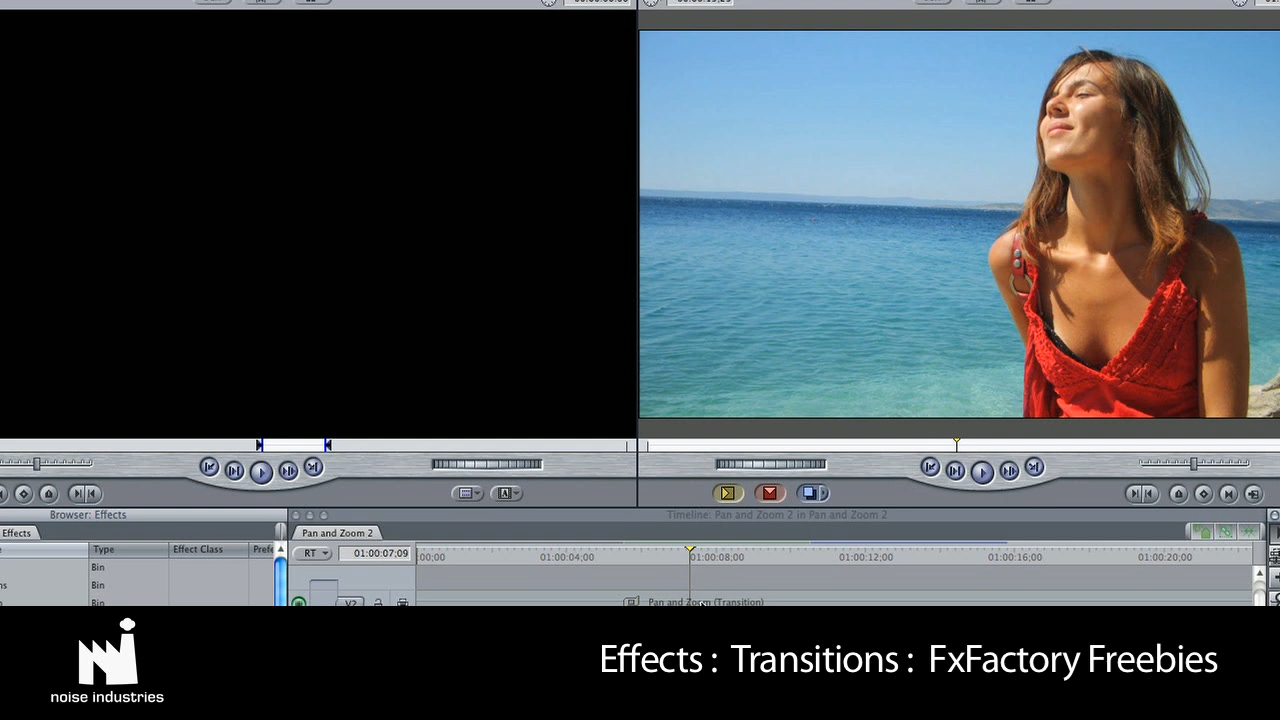 Browser: Effects
Timeline: Pan and Zoom 2 in Pan and Zoom 2
Effects
Pan and Zoom 2
Type
Effect Class
Prefe
RT
01:00:07;09
:00;00
01:00:04;00
01:00:08;00
01:00:12;00
01:00:16;00
01:00:20;00
Bin
ns
Bin
Bin
V2
Pan and Zoom (Transition)
noise industries
Effects : Transitions : FxFactory Freebies